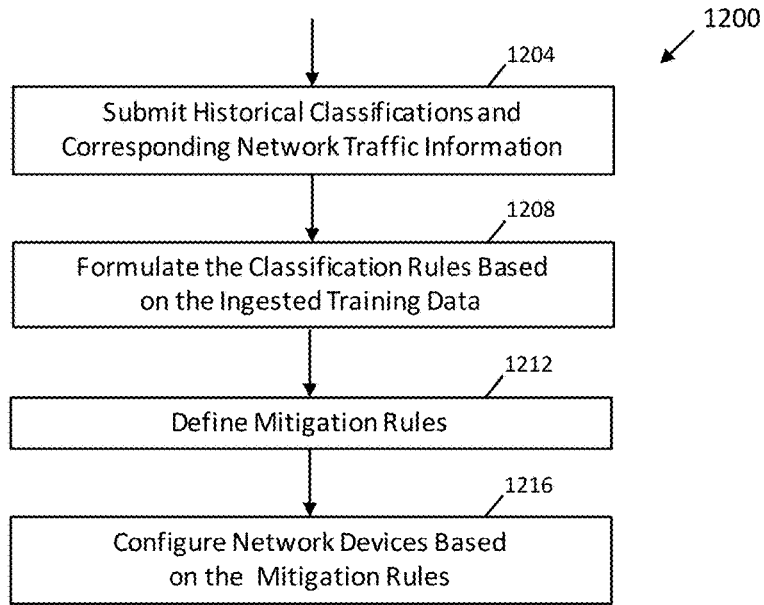 1200
1204
Submit Historical Classifications and
Corresponding Network Traffic Information
1208
Formulate the Classification Rules Based
on the Ingested Training Data
1212
Define Mitigation Rules
1216
Configure Network Devices Based
on the Mitigation Rules